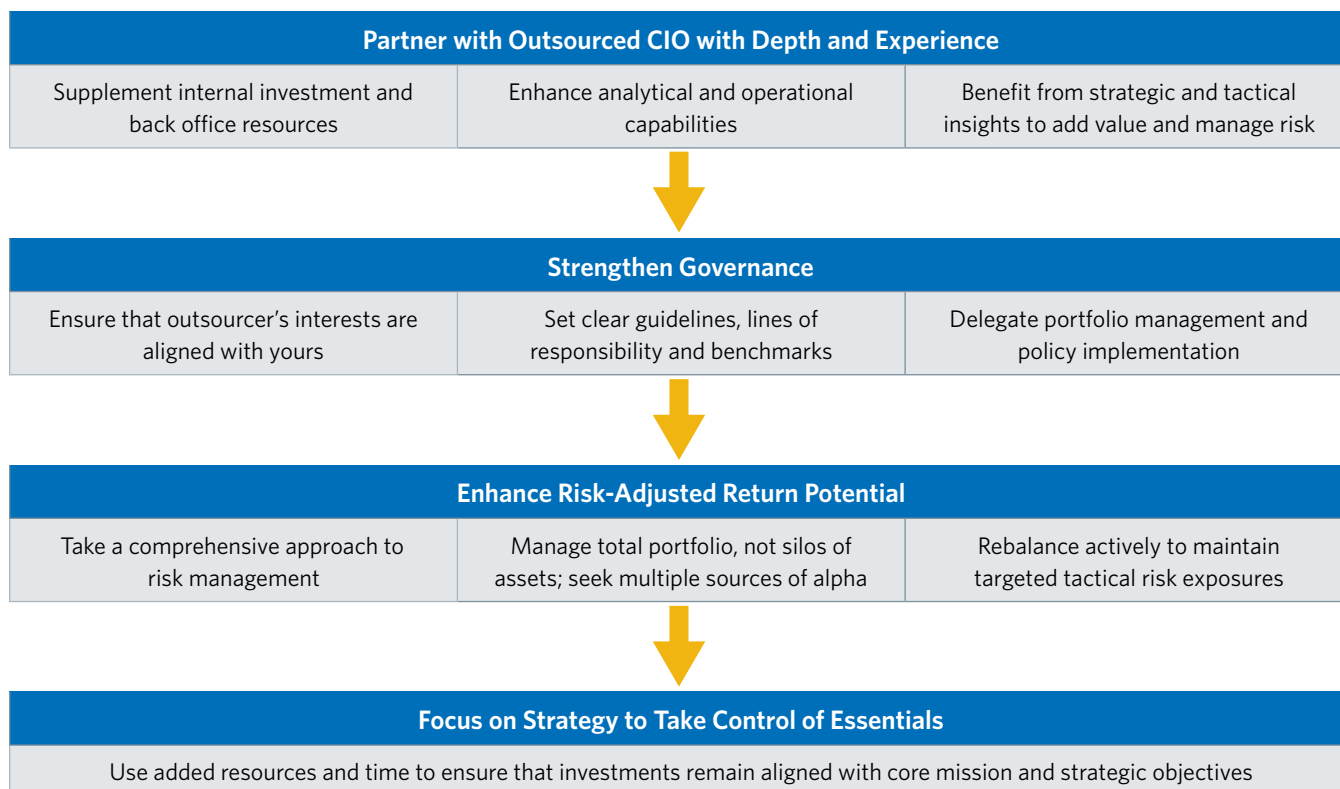 Partner with Outsourced CIO with Depth and Experience
Supplement internal investment and
back office resources
Enhance analytical and operational
capabilities
Benefit from strategic and tactical
insights to add value and manage risk
Strengthen Governance
Ensure that outsourcer's interests are
aligned with yours
Set clear guidelines, lines of
responsibility and benchmarks
Delegate portfolio management and
policy implementation
Enhance Risk-Adjusted Return Potential
Take a comprehensive approach to
risk management
Manage total portfolio, not silos of
assets; seek multiple sources of alpha
Rebalance actively to maintain
targeted tactical risk exposures
Focus on Strategy to Take Control of Essentials
Use added resources and time to ensure that investments remain aligned with core mission and strategic objectives